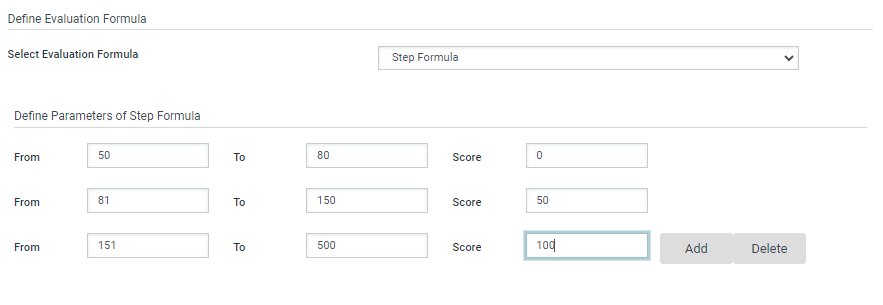 Define Evaluation Formula
Select Evaluation Formula Step Formula
Define Parameters of Step Formula
From 50 To 80 Score 0
From 81 To 150 Score 50
From 151 To 500 Score 100 Add Delete